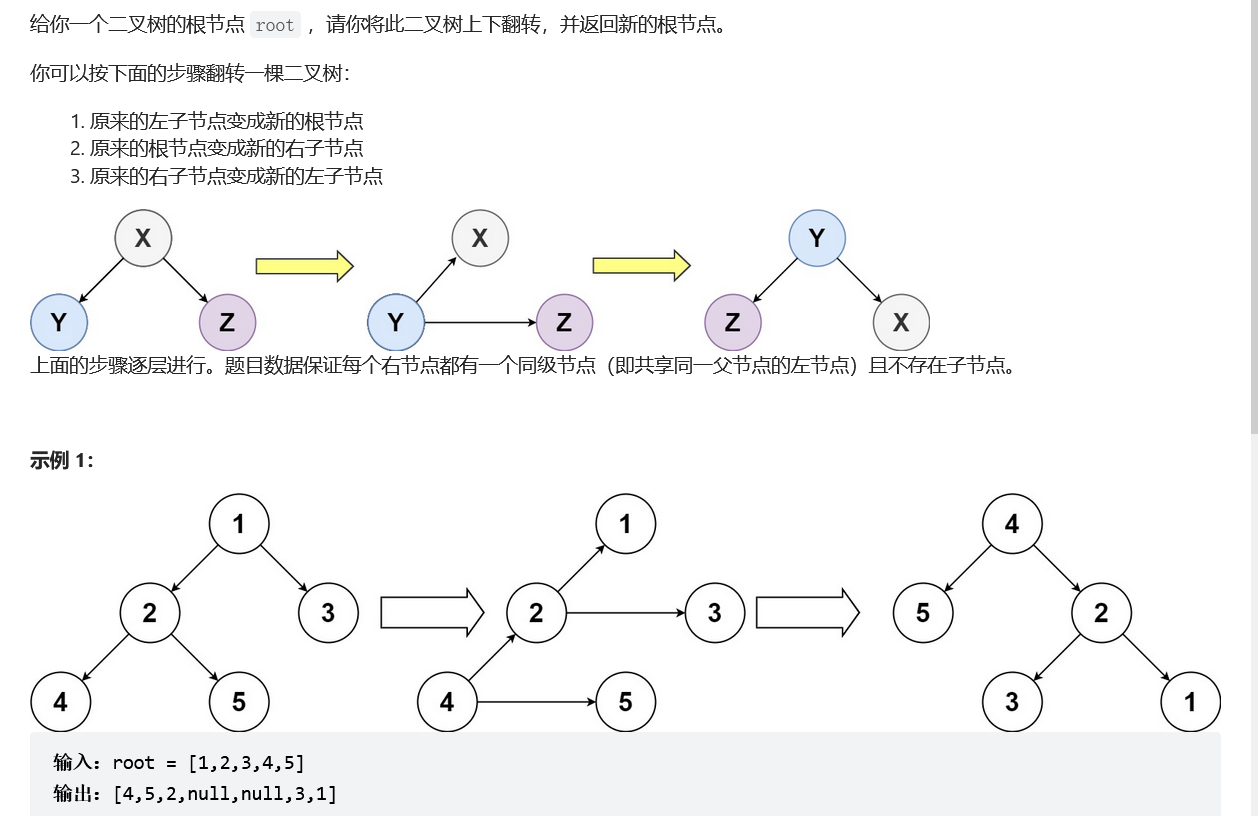 给你一个二叉树的根节点 root ，请你将此二叉树上下翻转，并返回新的根节点。
你可以按下面的步骤翻转一棵二叉树：
1. 原来的左子节点变成新的根节点
2. 原来的根节点变成新的右子节点
3. 原来的右子节点变成新的左子节点
X X Y
Y Z Y Z Z X
上面的步骤逐层进行。题目数据保证每个右节点都有一个同级节点（即共享同一父节点的左节点）且不存在子节点。
示例 1：
1 1 4
2 3 2 3 5 2
4 5 4 5 3 1
输入：root = [1,2,3,4,5]
输出：[4,5,2,null,null,3,1]